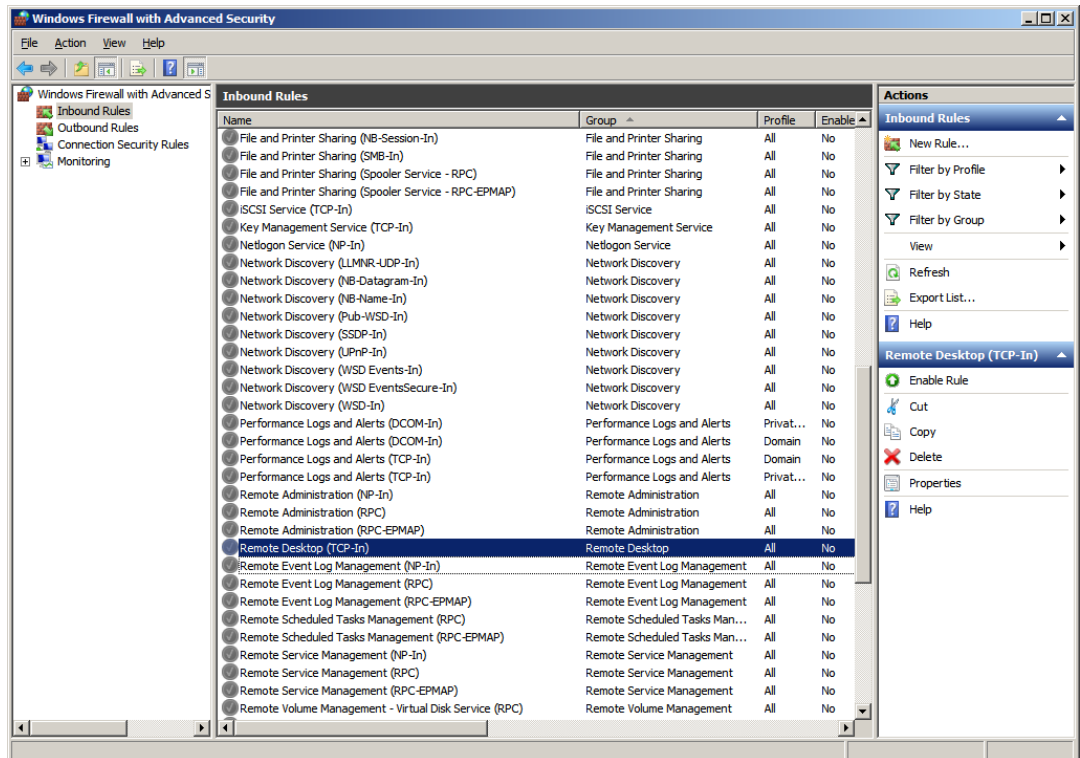 Windows Firewall with Advanced Security
File Action View Help
Windows Firewall with Advanced S
Inbound Rules
Outbound Rules
Connection Security Rules
Monitoring
Inbound Rules
Name Group Profile Enable
File and Printer Sharing (NB-Session-In) File and Printer Sharing All No
File and Printer Sharing (SMB-In) File and Printer Sharing All No
File and Printer Sharing (Spooler Service - RPC) File and Printer Sharing All No
File and Printer Sharing (Spooler Service - RPC-EPMAP) File and Printer Sharing All No
iSCSI Service (TCP-In) iSCSI Service All No
Key Management Service (TCP-In) Key Management Service All No
Netlogon Service (NP-In) Netlogon Service All No
Network Discovery (LLMNR-UDP-In) Network Discovery All No
Network Discovery (NB-Datagram-In) Network Discovery All No
Network Discovery (NB-Name-In) Network Discovery All No
Network Discovery (Pub-WSD-In) Network Discovery All No
Network Discovery (SSDP-In) Network Discovery All No
Network Discovery (UPnP-In) Network Discovery All No
Network Discovery (WSD Events-In) Network Discovery All No
Network Discovery (WSD EventsSecure-In) Network Discovery All No
Network Discovery (WSD-In) Network Discovery All No
Performance Logs and Alerts (DCOM-In) Performance Logs and Alerts Privat... No
Performance Logs and Alerts (DCOM-In) Performance Logs and Alerts Domain No
Performance Logs and Alerts (TCP-In) Performance Logs and Alerts Domain No
Performance Logs and Alerts (TCP-In) Performance Logs and Alerts Privat... No
Remote Administration (NP-In) Remote Administration All No
Remote Administration (RPC) Remote Administration All No
Remote Administration (RPC-EPMAP) Remote Administration All No
Remote Desktop (TCP-In) Remote Desktop All No
Remote Event Log Management (NP-In) Remote Event Log Management All No
Remote Event Log Management (RPC) Remote Event Log Management All No
Remote Event Log Management (RPC-EPMAP) Remote Event Log Management All No
Remote Scheduled Tasks Management (RPC) Remote Scheduled Tasks Man... All No
Remote Scheduled Tasks Management (RPC-EPMAP) Remote Scheduled Tasks Man... All No
Remote Service Management (NP-In) Remote Service Management All No
Remote Service Management (RPC) Remote Service Management All No
Remote Service Management (RPC-EPMAP) Remote Service Management All No
Remote Volume Management - Virtual Disk Service (RPC) Remote Volume Management All No
Actions
Inbound Rules
New Rule...
Filter by Profile
Filter by State
Filter by Group
View
Refresh
Export List...
Help
Remote Desktop (TCP-In)
Enable Rule
Cut
Copy
Delete
Properties
Help